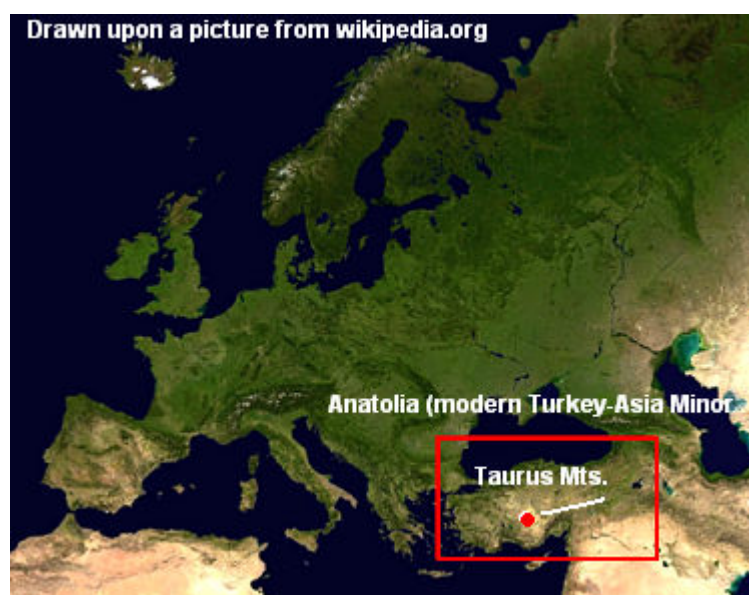 Drawn upon a picture from wikipedia.org
Anatolia (modern Turkey-Asia Minor
Taurus Mts.